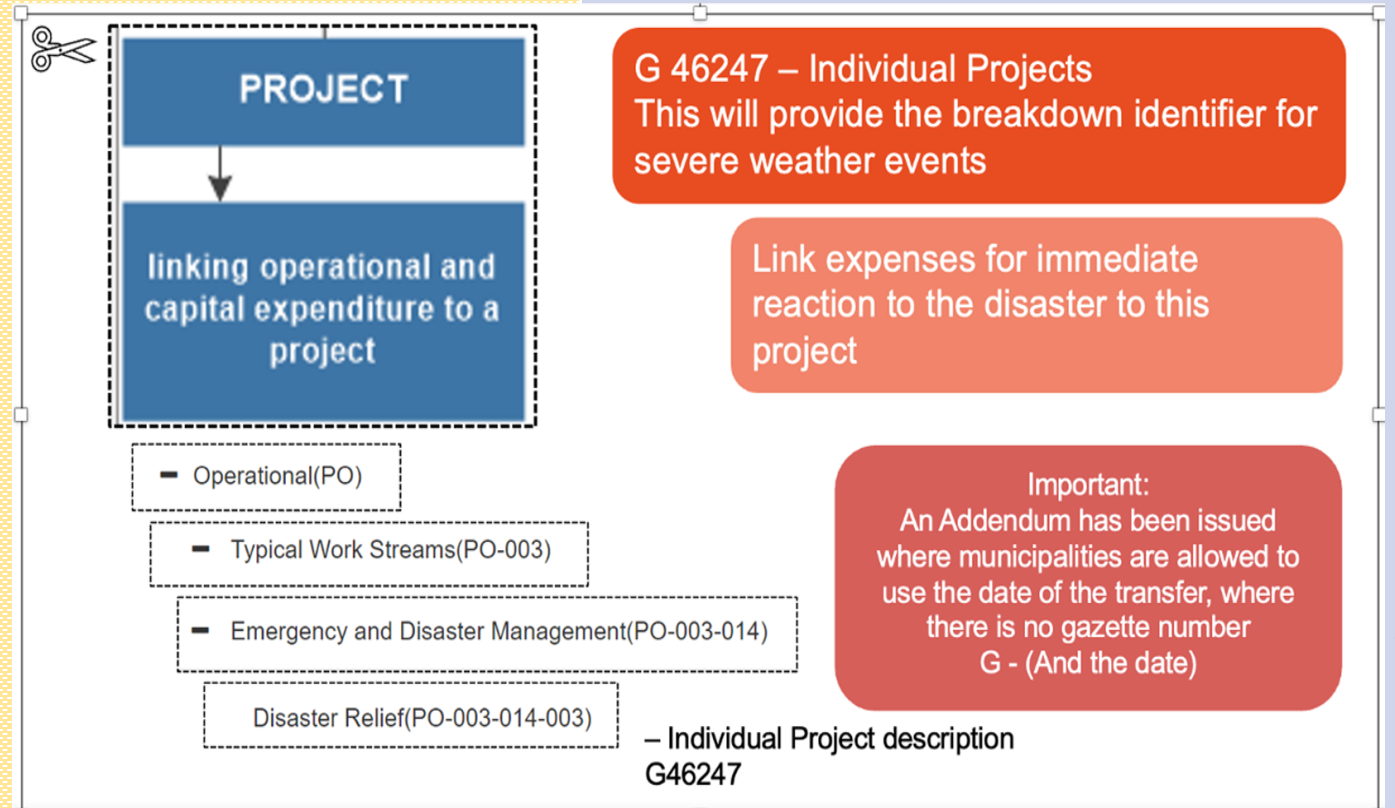 PROJECT
linking operational and
capital expenditure to a
project
G 46247 – Individual Projects
This will provide the breakdown identifier for
severe weather events
Link expenses for immediate
reaction to the disaster to this
project
– Operational(PO)
– Typical Work Streams(PO-003)
– Emergency and Disaster Management(PO-003-014)
Disaster Relief(PO-003-014-003)
– Individual Project description
G46247
Important:
An Addendum has been issued
where municipalities are allowed to
use the date of the transfer, where
there is no gazette number
G - (And the date)